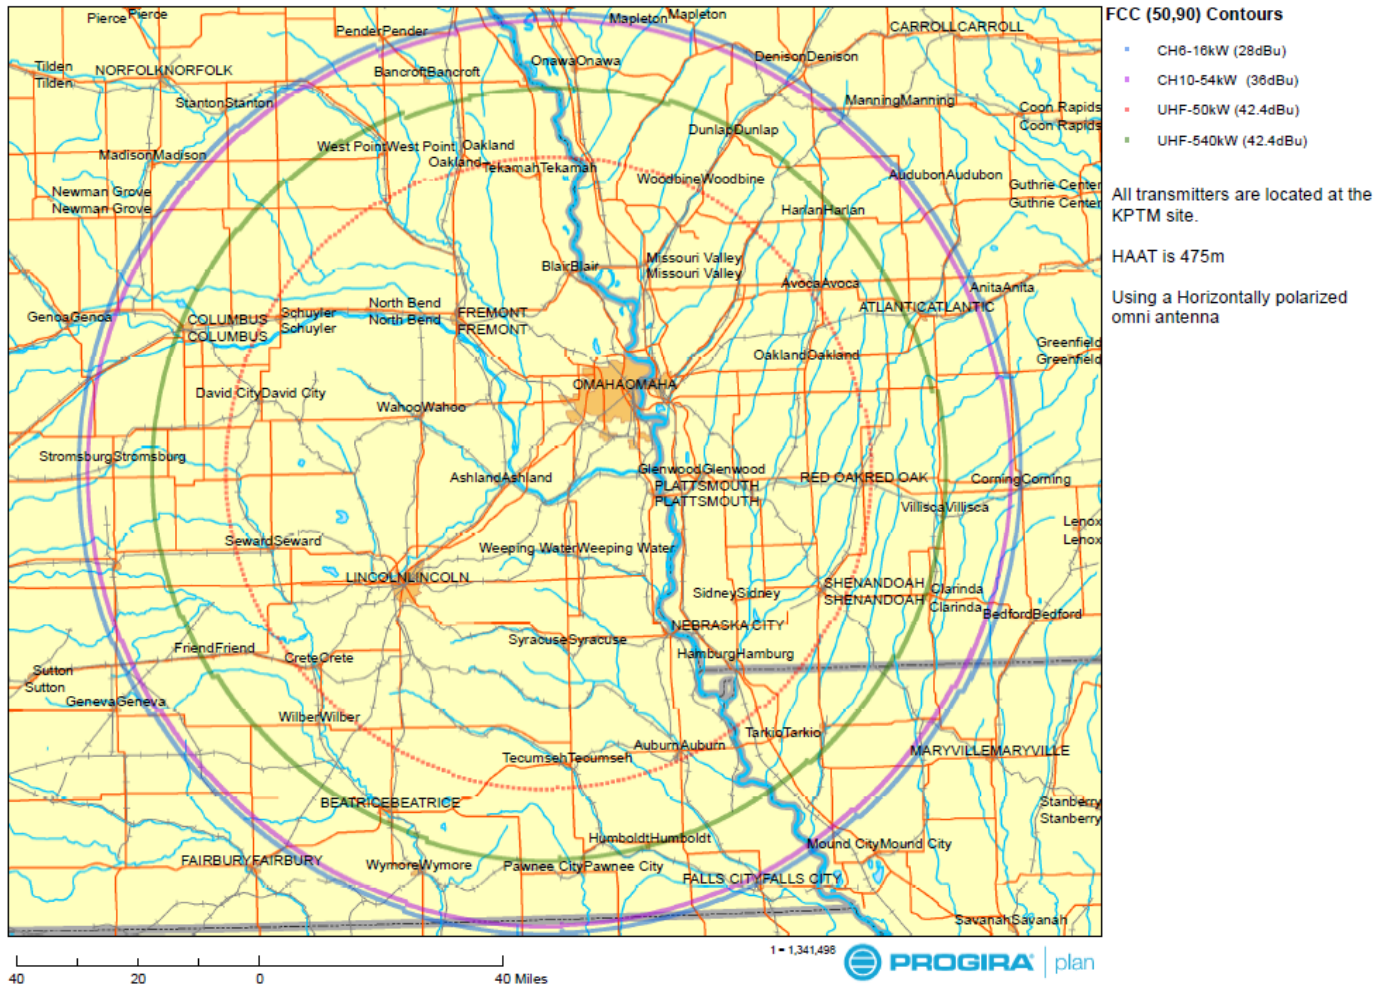 FCC (50,90) Contours
CH6-16kW (28dBu)
CH10-54kW (36dBu)
UHF-50kW (42.4dBu)
UHF-540kW (42.4dBu)
All transmitters are located at the
KPTM site.
HAAT is 475m
Using a Horizontally polarized
omni antenna
PiercePierce
MapletonMapleton
PenderPender
CARROLLCARROLL
OnawaOnawa
DenisonDenison
Tilden
Tilden
NORFOLKNORFOLK
BancroftBancroft
StantonStanton
ManningManning
Coon Rapids
Coon Rapids
DunlapDunlap
West PointWest Point
Oakland
Oakland
MadisonMadison
TekamahTekamah
WoodbineWoodbine
AudubonAudubon
Guthrie Center
Guthrie Center
Newman Grove
Newman Grove
HarlanHarlan
BlairBlair
Missouri Valley
Missouri Valley
AvocaAvoca
AnitaAnita
North Bend
North Bend
ATLANTICATLANTIC
GenoaGenoa
COLUMBUS
COLUMBUS
Schuyler
Schuyler
FREMONT
FREMONT
Greenfield
Greenfield
OaklandOakland
OMAHAOMAHA
David CityDavid City
WahooWahoo
StromsburgStromsburg
AshlandAshland
GlenwoodGlenwood
PLATTSMOUTH
PLATTSMOUTH
RED OAKRED OAK
CorningCorning
VilliscaVillisca
Lenox
Lenox
SewardSeward
Weeping WaterWeeping Water
LINCOLNLINCOLN
SidneySidney
SHENANDOAH
SHENANDOAH
Clarinda
Clarinda
BedfordBedford
NEBRASKA CITY
SyracuseSyracuse
FriendFriend
CreteCrete
HamburgHamburg
Sutton
Sutton
GenevaGeneva
WilberWilber
TarkioTarkio
AuburnAuburn
MARYVILLEMARYVILLE
TecumsehTecumseh
BEATRICEBEATRICE
Stanberry
Stanberry
HumboldtHumboldt
Mound CityMound City
FAIRBURYFAIRBURY
WymoreWymore
Pawnee CityPawnee City
FALLS CITYFALLS CITY
SavanahSavanah
40 20 0 40 Miles
1 = 1,341,498
PROGIRA plan